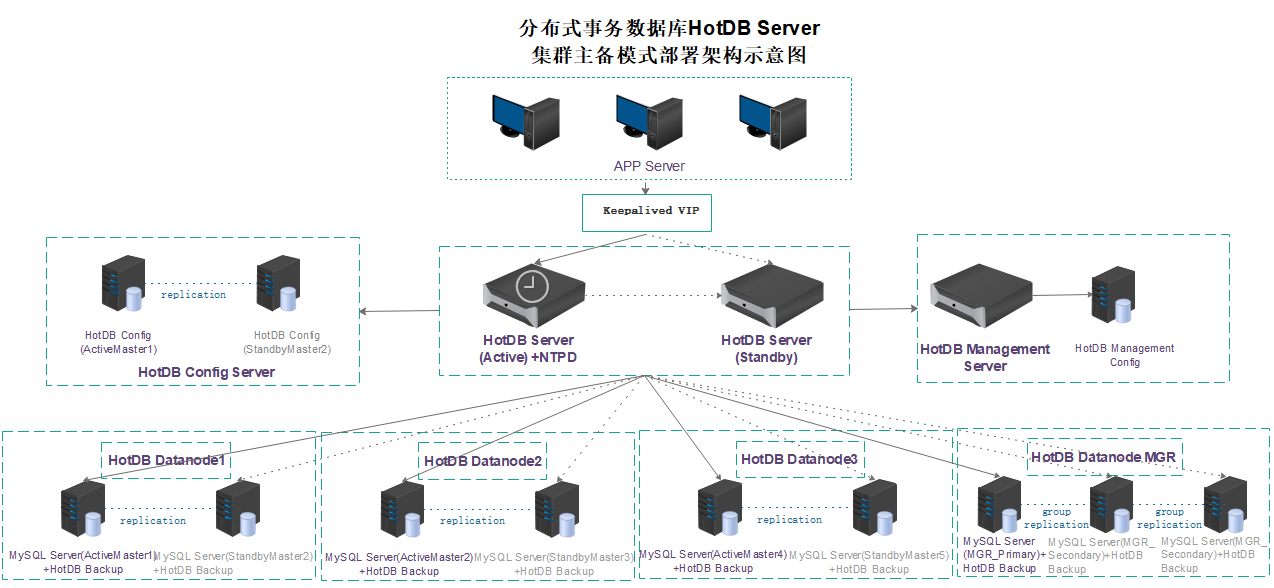 分布式事务数据库HotDB Server
集群主备模式部署架构示意图
APP Server
Keepalived VIP
replication
HotDB Config
(ActiveMaster1)
HotDB Config
(StandbyMaster2)
HotDB Config Server
HotDB Server
(Active) +NTPD
HotDB Server
(Standby)
HotDB Management
Server
HotDB Management
Config
HotDB Datanode1
replication
MySQL Server(ActiveMaster1)
+HotDB Backup
MySQL Server(StandbyMaster2)
+HotDB Backup
HotDB Datanode2
replication
MySQL Server(ActiveMaster2)
+HotDB Backup
MySQL Server(StandbyMaster3)
+HotDB Backup
HotDB Datanode3
replication
MySQL Server(ActiveMaster4)
+HotDB Backup
MySQL Server(StandbyMaster5)
+HotDB Backup
HotDB Datanode MGR
group
replication
group
replication
MySQL Server
(MGR_Primary)+
HotDB Backup
MySQL Server(MGR_
Secondary)+HotDB
Backup
MySQL Server(MGR_
Secondary)+HotDB
Backup